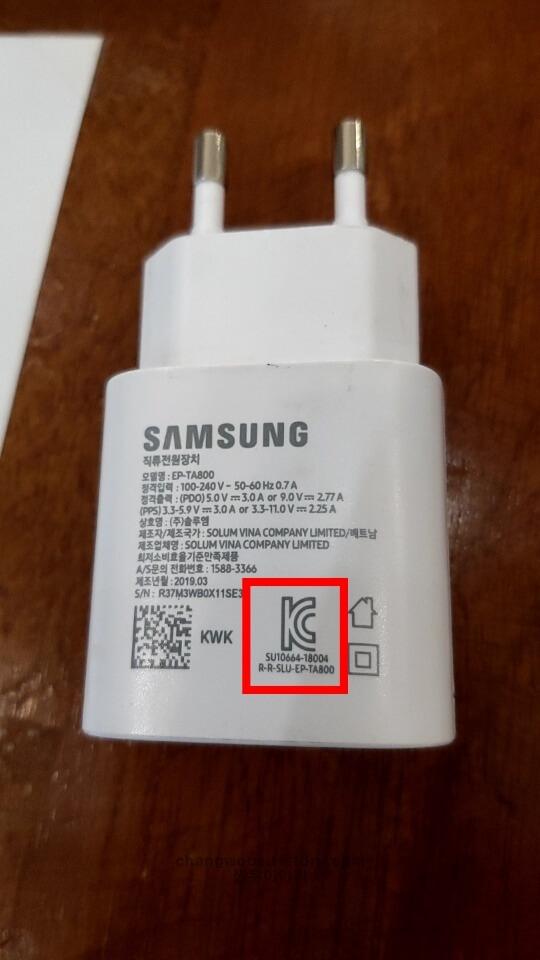 SAMSUNG
직류전원장치
모델명 : EP-TA800
정격입력 : 100-240 V ~ 50-60 Hz 0.7 A
정격출력 : (PDO) 5.0 V ⎓ 3.0 A or 9.0 V ⎓ 2.77 A
(PPS) 3.3-5.9 V ⎓ 3.0 A or 3.3-11.0 V ⎓ 2.25 A
상호명 : (주)솔루엠
제조자/제조국가 : SOLUM VINA COMPANY LIMITED/베트남
제조업체명 : SOLUM VINA COMPANY LIMITED
최저소비효율기준만족제품
A/S문의 전화번호 : 1588-3366
제조년월 : 2019.03
S/N : R37M3WB0X11SE3
KWK
KC
SU10664-18004
R-R-SLU-EP-TA800